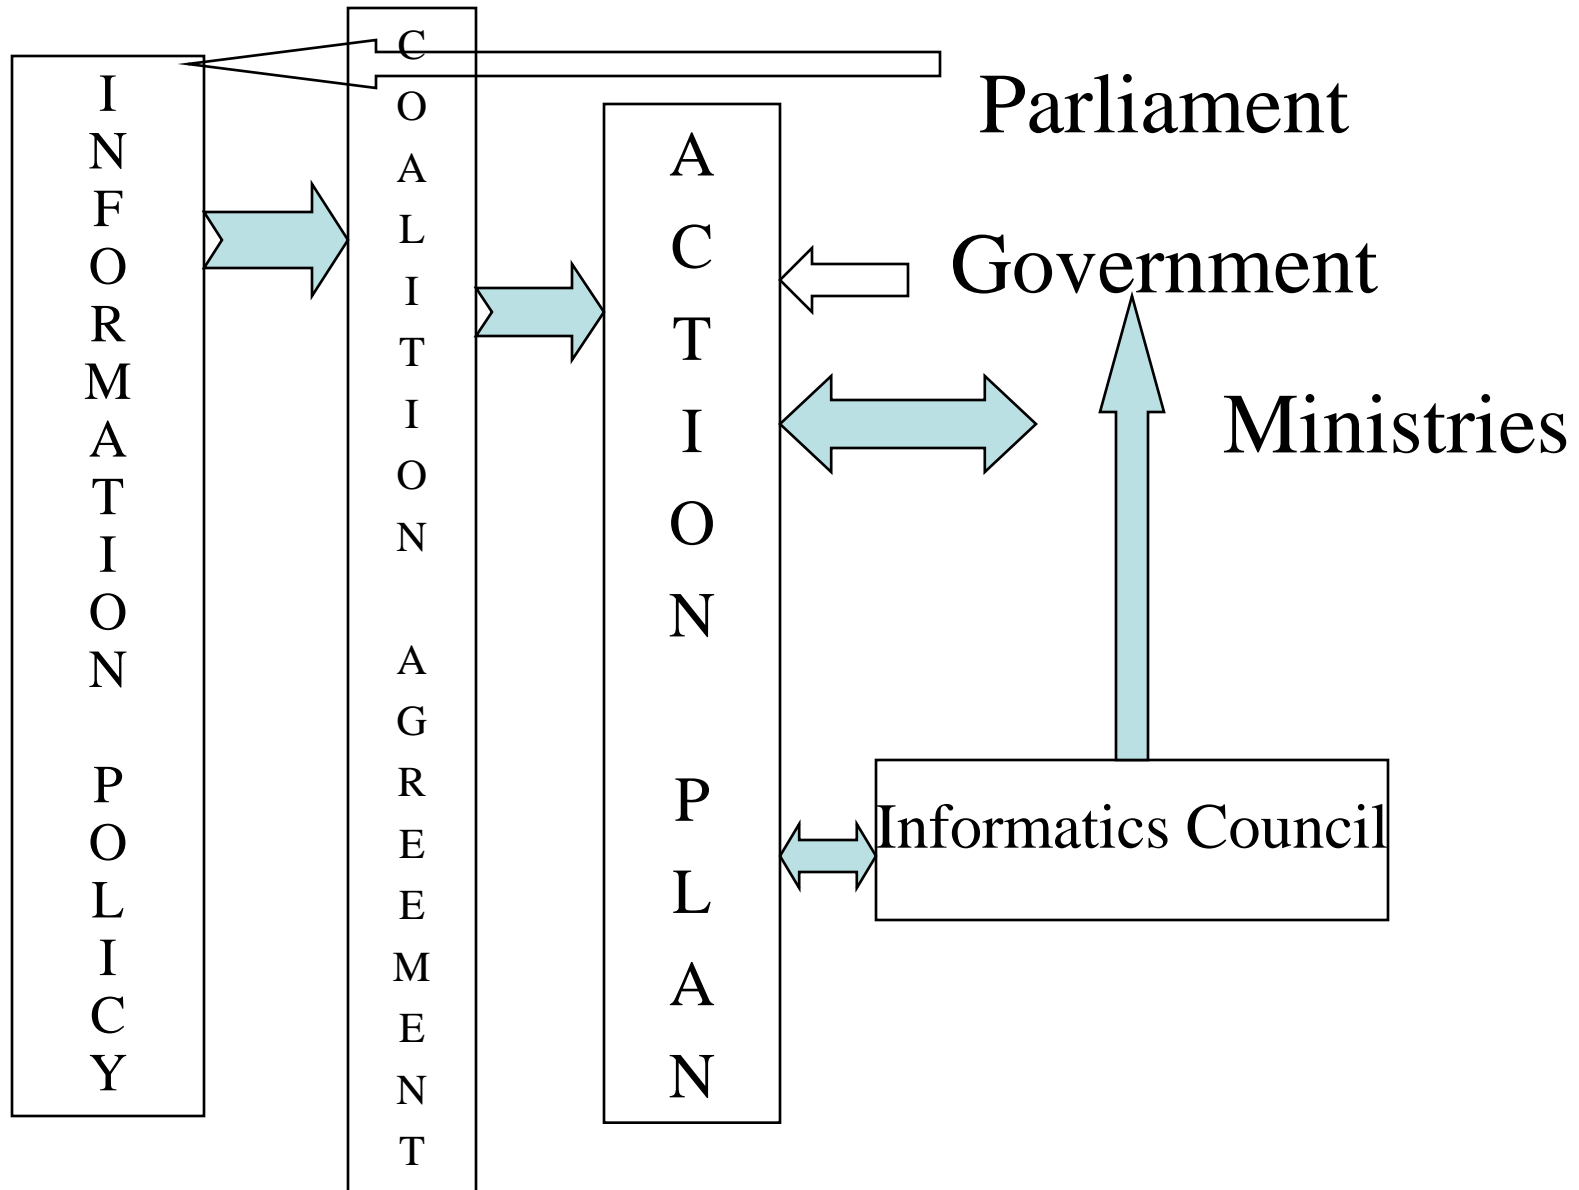 INFORMATION POLICY
COALITION AGREEMENT
ACTION PLAN
Parliament
Government
Ministries
Informatics Council